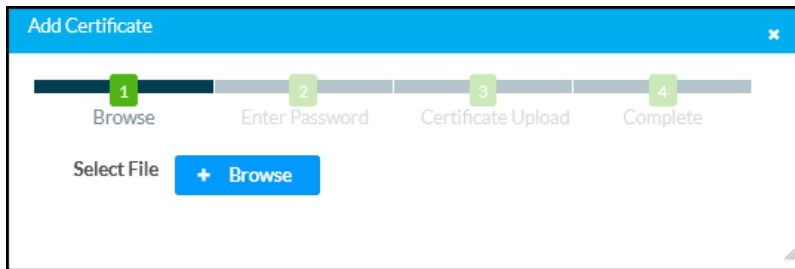 Add Certificate
1 2 3 4
Browse Enter Password Certificate Upload Complete
Select File + Browse